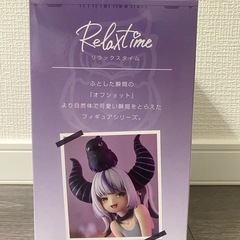 Relaxtime
リラックスタイム
ふとした瞬間の
「オフショット」
より自然体で可愛い瞬間をとらえた
フィギュアシリーズ。